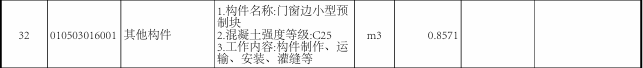 32 010503016001 其他构件 1.构件名称:门窗边小型预
制块
2.混凝土强度等级:C25
3.工作内容:构件制作、运
输、安装、灌缝等 m3 0.8571